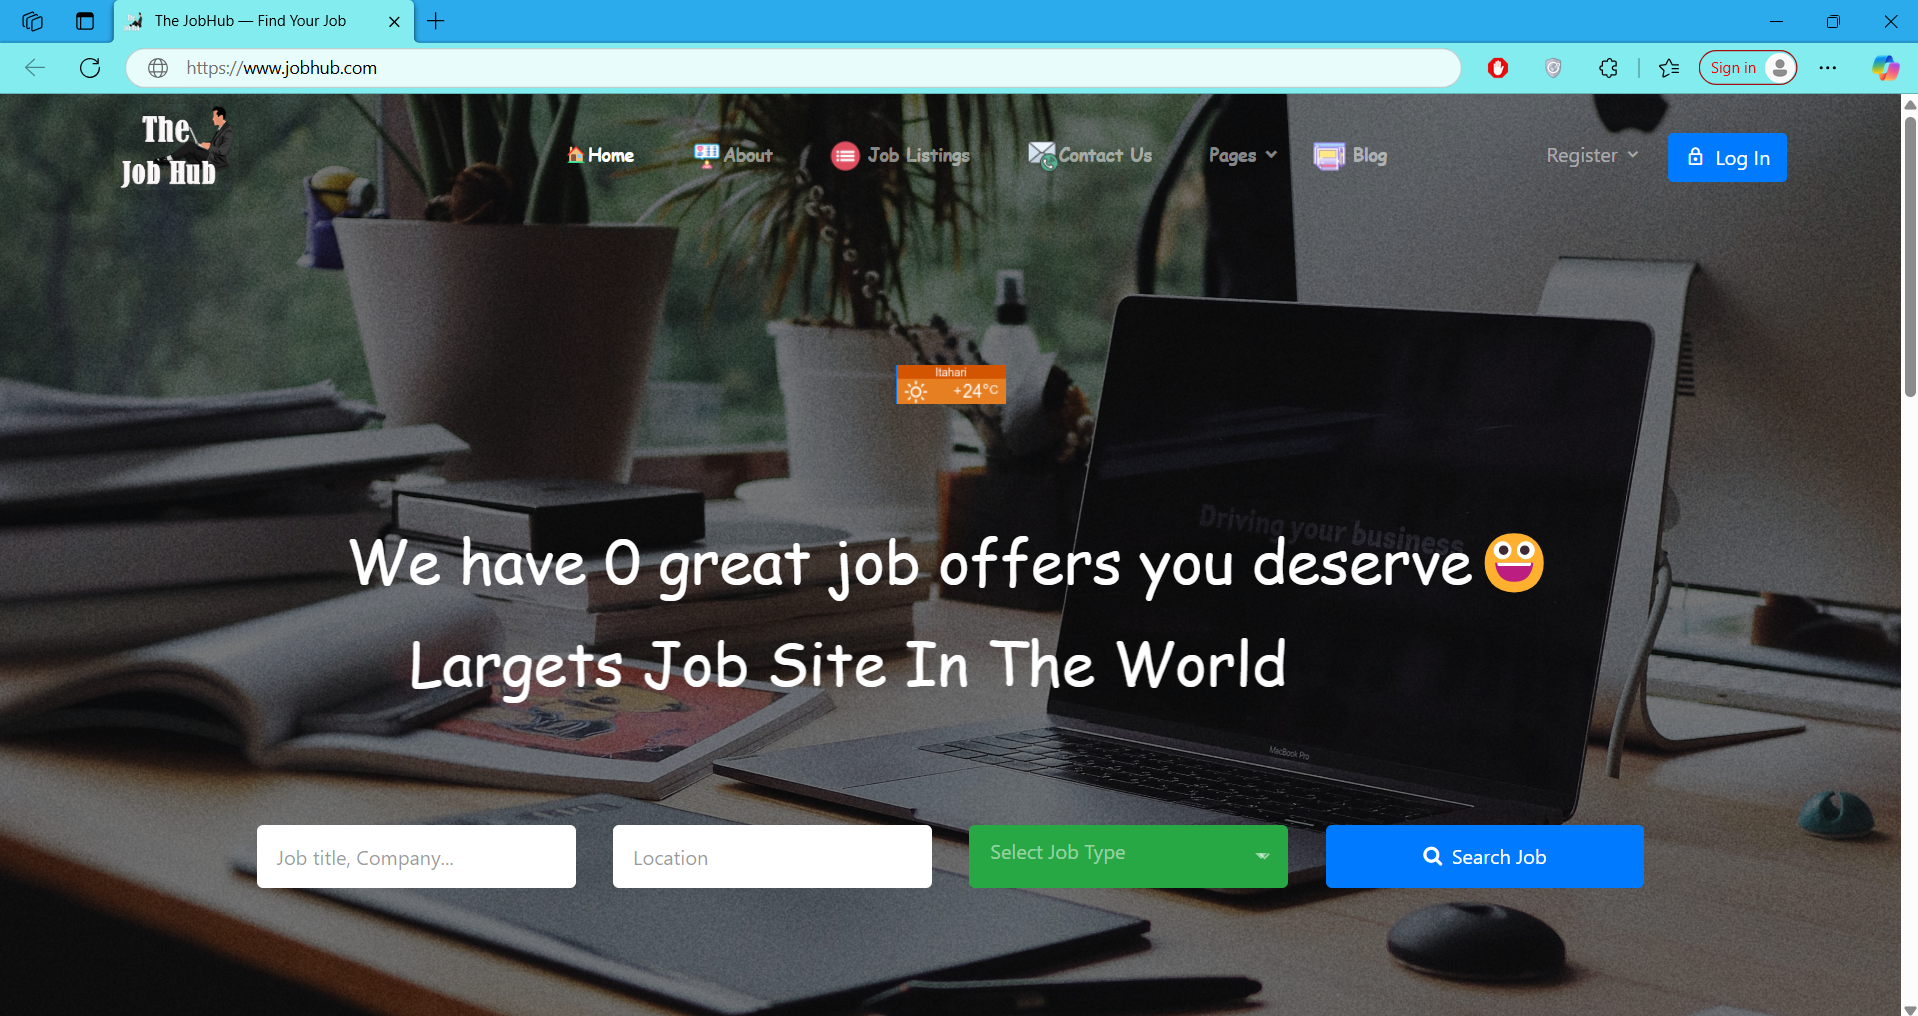 The JobHub — Find Your Job
https://www.jobhub.com
Sign in
The
Job Hub
Home
About
Job Listings
Contact Us
Pages
Blog
Register
Log In
Itahari
+24°C
Driving your business
We have 0 great job offers you deserve
Largets Job Site In The World
MacBook Pro
Job title, Company...
Location
Select Job Type
Search Job